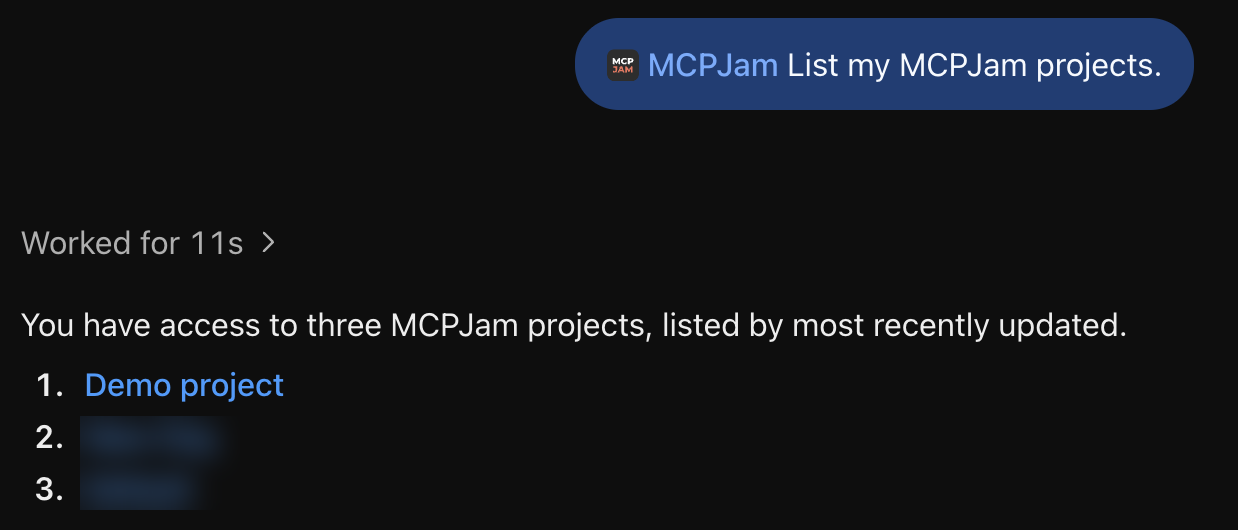 MCP
JAM
MCPJam List my MCPJam projects.
Worked for 11s >
You have access to three MCPJam projects, listed by most recently updated.
1. Demo project
2.
3.